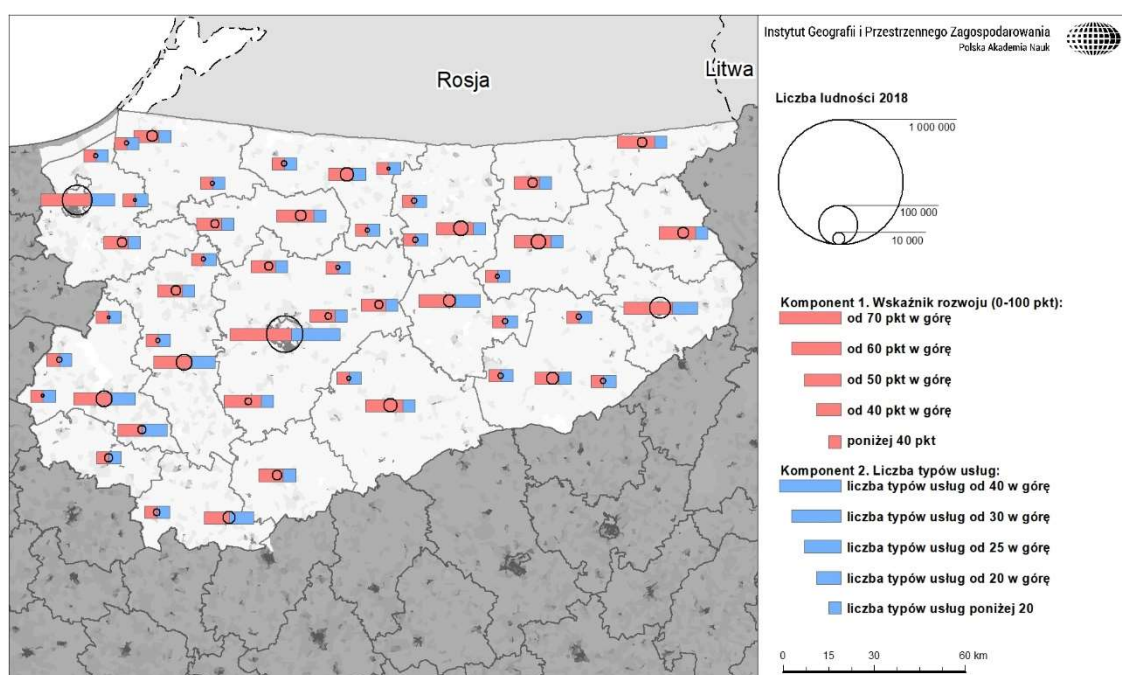 Rosja
Litwa
Instytut Geografii i Przestrzennego Zagospodarowania
Polska Akademia Nauk
Liczba ludności 2018
1 000 000
100 000
10 000
Komponent 1. Wskaźnik rozwoju (0-100 pkt):
od 70 pkt w górę
od 60 pkt w górę
od 50 pkt w górę
od 40 pkt w górę
poniżej 40 pkt
Komponent 2. Liczba typów usług:
liczba typów usług od 40 w górę
liczba typów usług od 30 w górę
liczba typów usług od 25 w górę
liczba typów usług od 20 w górę
liczba typów usług poniżej 20
0 15 30 60 km